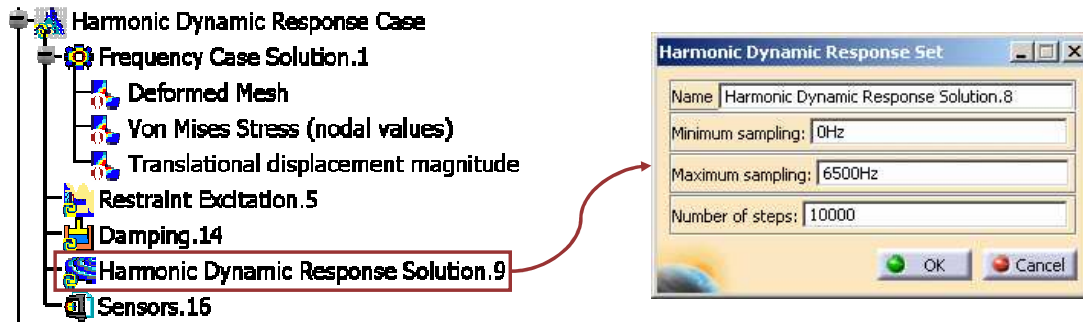 Harmonic Dynamic Response Case
Frequency Case Solution.1
Deformed Mesh
Von Mises Stress (nodal values)
Translational displacement magnitude
Restraint Excitation.5
Damping.14
Harmonic Dynamic Response Solution.9
Sensors.16
Harmonic Dynamic Response Set
Name Harmonic Dynamic Response Solution.8
Minimum sampling: 0Hz
Maximum sampling: 6500Hz
Number of steps: 10000
OK Cancel